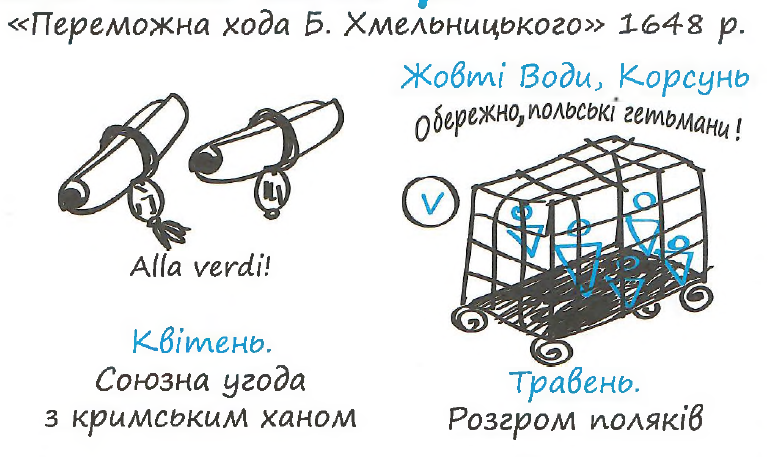 «Переможна хода Б. Хмельницького» 1648 р.
Жовті Води, Корсунь
Обережно, польські гетьмани!
V
Alla verdi!
Квітень.
Союзна угода
з кримським ханом
Травень.
Розгром поляків